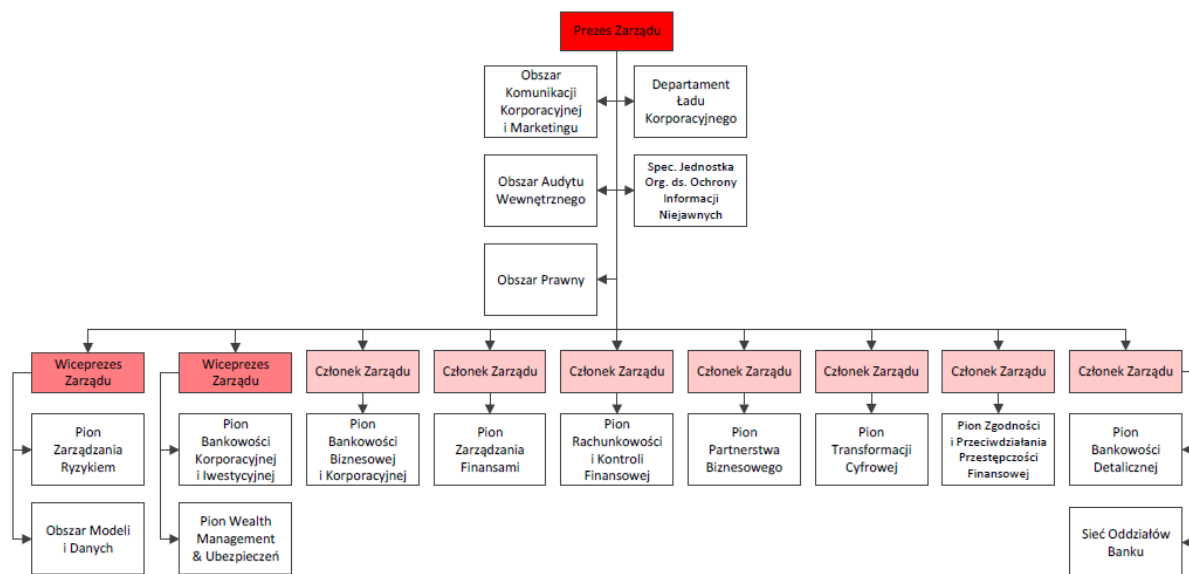 Prezes Zarządu
Obszar
Komunikacji
Korporacyjnej
i Marketingu
Departament
Ładu
Korporacyjnego
Obszar Audytu
Wewnętrznego
Spec. Jednostka
Org. ds. Ochrony
Informacji
Niejawnych
Obszar Prawny
Wiceprezes
Zarządu
Wiceprezes
Zarządu
Członek Zarządu
Członek Zarządu
Członek Zarządu
Członek Zarządu
Członek Zarządu
Członek Zarządu
Członek Zarządu
Pion
Zarządzania
Ryzykiem
Pion
Bankowości
Korporacyjnej
i Iwestycyjnej
Pion
Bankowości
Biznesowej
i Korporacyjnej
Pion
Zarządzania
Finansami
Pion
Rachunkowości
i Kontroli
Finansowej
Pion
Partnerstwa
Biznesowego
Pion
Transformacji
Cyfrowej
Pion Zgodności
i Przeciwdziałania
Przestępczości
Finansowej
Pion
Bankowości
Detalicznej
Obszar Modeli
i Danych
Pion Wealth
Management
& Ubezpieczeń
Sieć Oddziałów
Banku